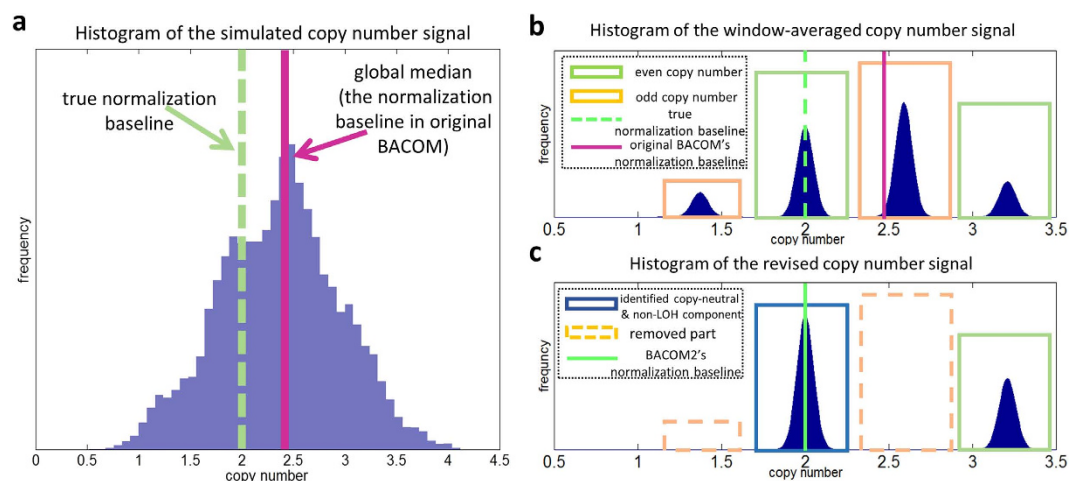 a
Histogram of the simulated copy number signal
true normalization
baseline
global median
(the normalization
baseline in original
BACOM)
frequency
0 0.5 1 1.5 2 2.5 3 3.5 4 4.5
copy number
b
Histogram of the window-averaged copy number signal
even copy number
odd copy number
true
normalization baseline
original BACOM's
normalization baseline
frequency
0.5 1 1.5 2 2.5 3 3.5
copy number
c
Histogram of the revised copy number signal
identified copy-neutral
& non-LOH component
removed part
BACOM2's
normalization baseline
frequency
0.5 1 1.5 2 2.5 3 3.5
copy number